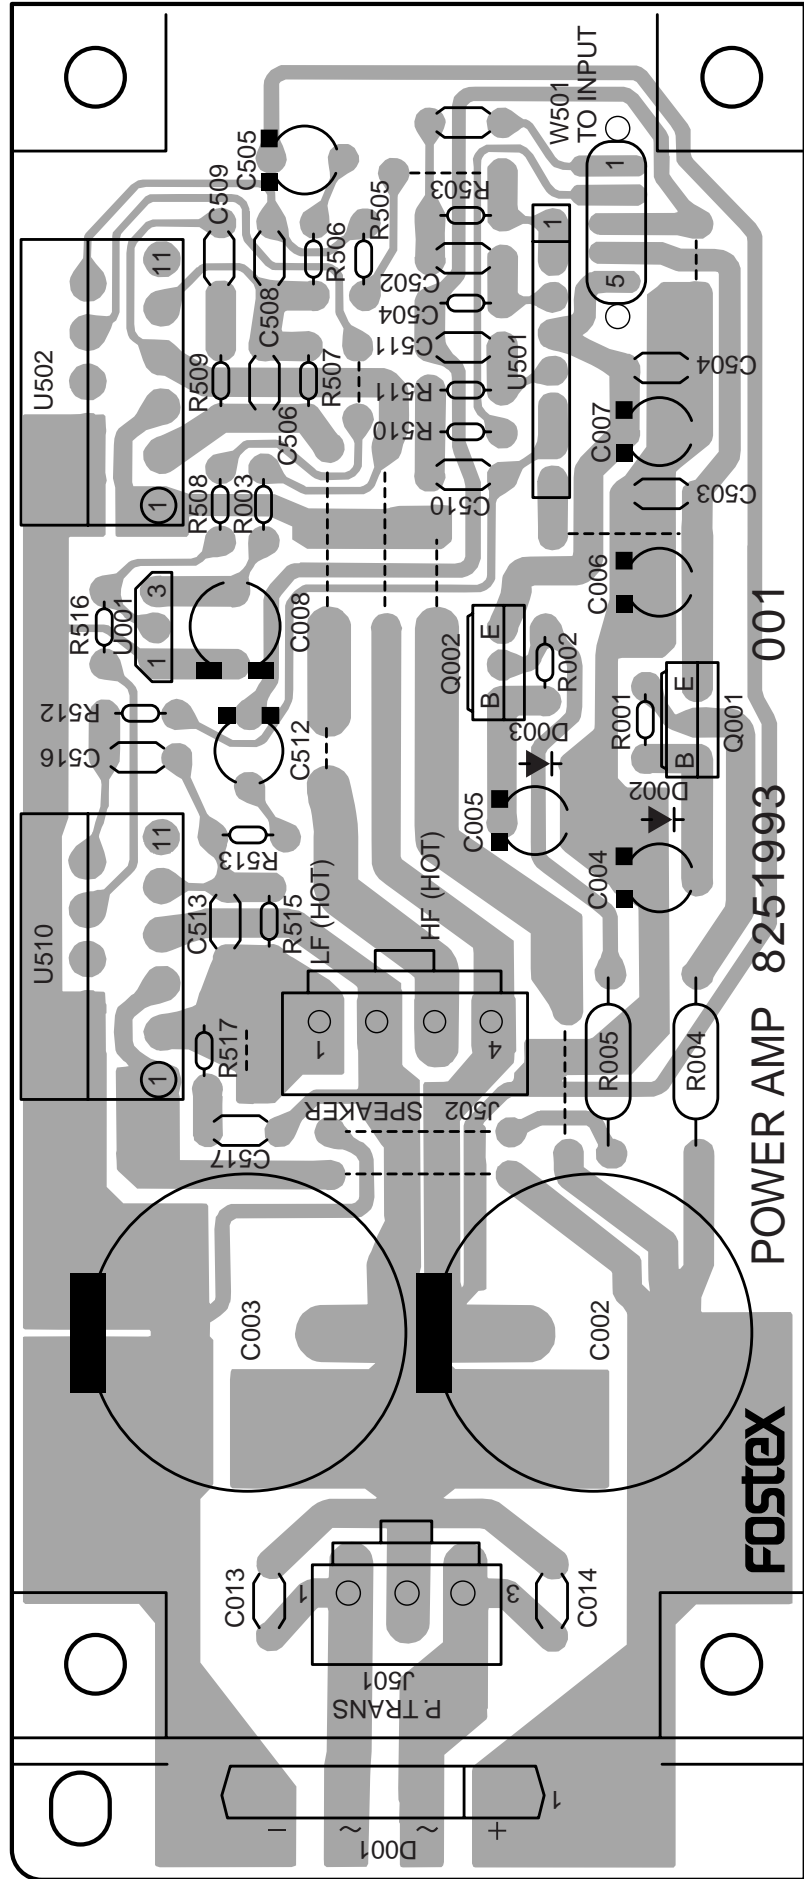 W501
TO INPUT
1
5
C505
C509
R503
R505
R506
C502
C508
C504
U502
11
1
R509
R507
C506
C511
R511
R510
C510
U501
1
C504
C007
C503
R508
R003
R516
U001
1 3
C008
C006
001
Q002
B E
R002
R512
C516
C512
D003
R001
B E
Q001
D002
C005
C004
U510
11
1
R513
C513
R515
LF (HOT)
HF (HOT)
R517
1
4
SPEAKER
J502
R005
R004
C517
POWER AMP 8251993
C003
C002
Fostex
C013
1
3
C014
J501
P.TRANS
− ~ ~ +
D001
1